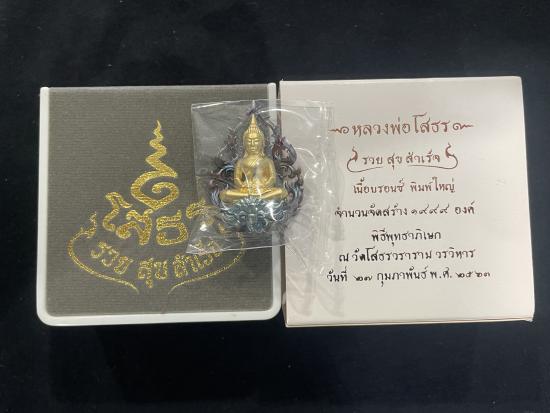 โสธร
รวย สุข สำเร็จ
หลวงพ่อโสธร
รวย สุข สำเร็จ
เนื้อบรอนซ์ พิมพ์ใหญ่
จำนวนจัดสร้าง ๑๙๙๙ องค์
พิธีพุทธาภิเษก
ณ วัดโสธรวราราม วรวิหาร
วันที่ ๒๗ กุมภาพันธ์ พ.ศ. ๒๕๖๓